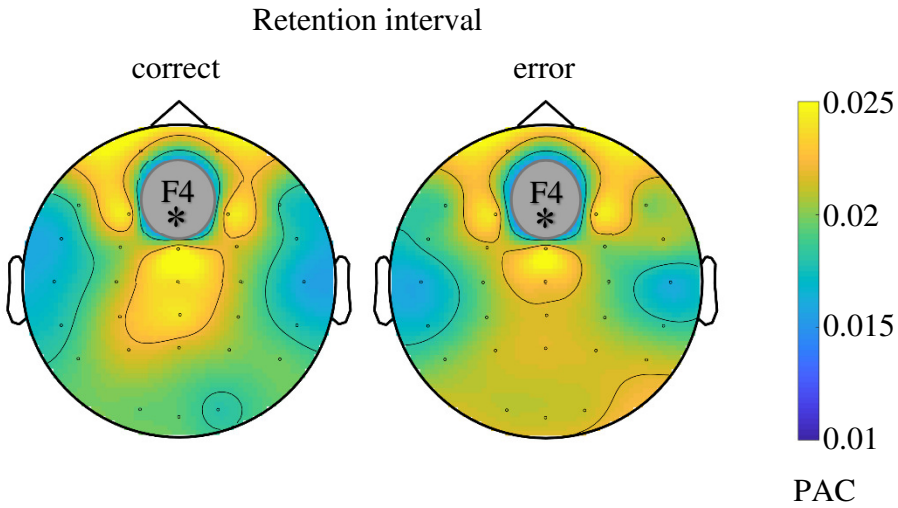 Retention interval
correct
error
F4
*
F4
*
0.025
0.02
0.015
0.01
PAC